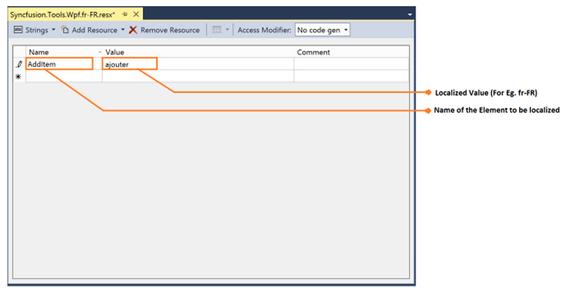 Syncfusion.Tools.Wpf.fr-FR.resx*
Strings Add Resource Remove Resource Access Modifier: No code gen
Name Value Comment
AddItem ajouter
Localized Value (For Eg. fr-FR)
Name of the Element to be localized